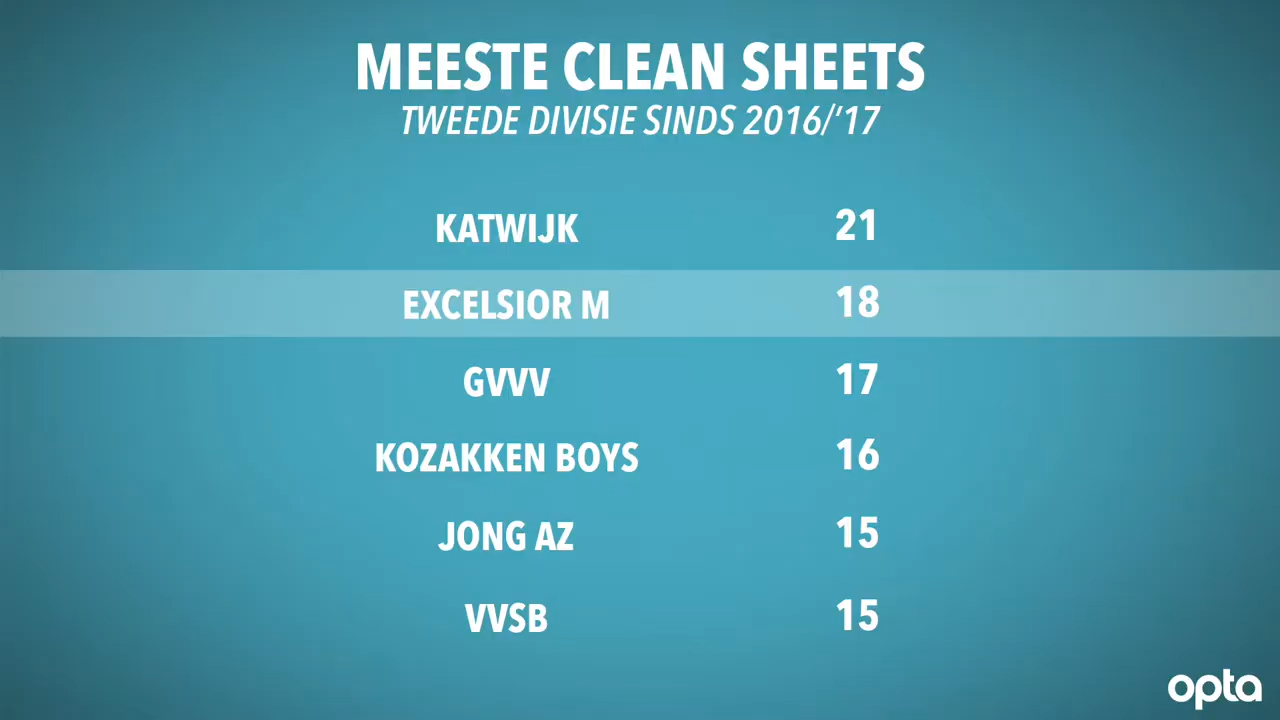 MEESTE CLEAN SHEETS
TWEEDE DIVISIE SINDS 2016/'17
KATWIJK 21
EXCELSIOR M 18
GVVV 17
KOZAKKEN BOYS 16
JONG AZ 15
VVSB 15
opta